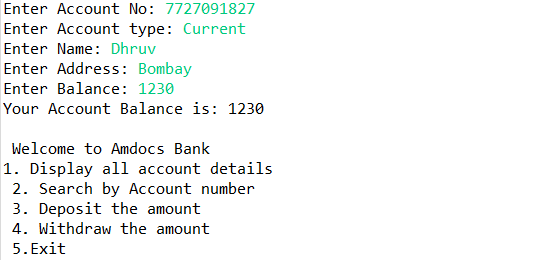 Enter Account No: 7727091827
Enter Account type: Current
Enter Name: Dhruv
Enter Address: Bombay
Enter Balance: 1230
Your Account Balance is: 1230
Welcome to Amdocs Bank
1. Display all account details
2. Search by Account number
3. Deposit the amount
4. Withdraw the amount
5.Exit